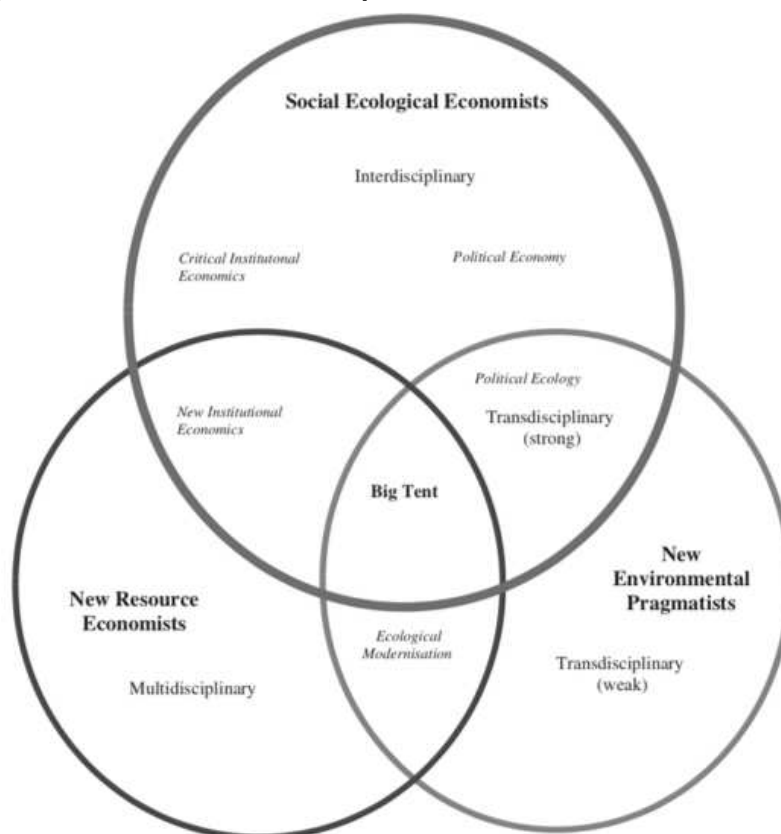 Social Ecological Economists
Interdisciplinary
Critical Institutonal
Economics
Political Economy
Political Ecology
Transdisciplinary
(strong)
New Institutional
Economics
Big Tent
New
Environmental
Pragmatists
New Resource
Economists
Ecological
Modernisation
Transdisciplinary
(weak)
Multidisciplinary